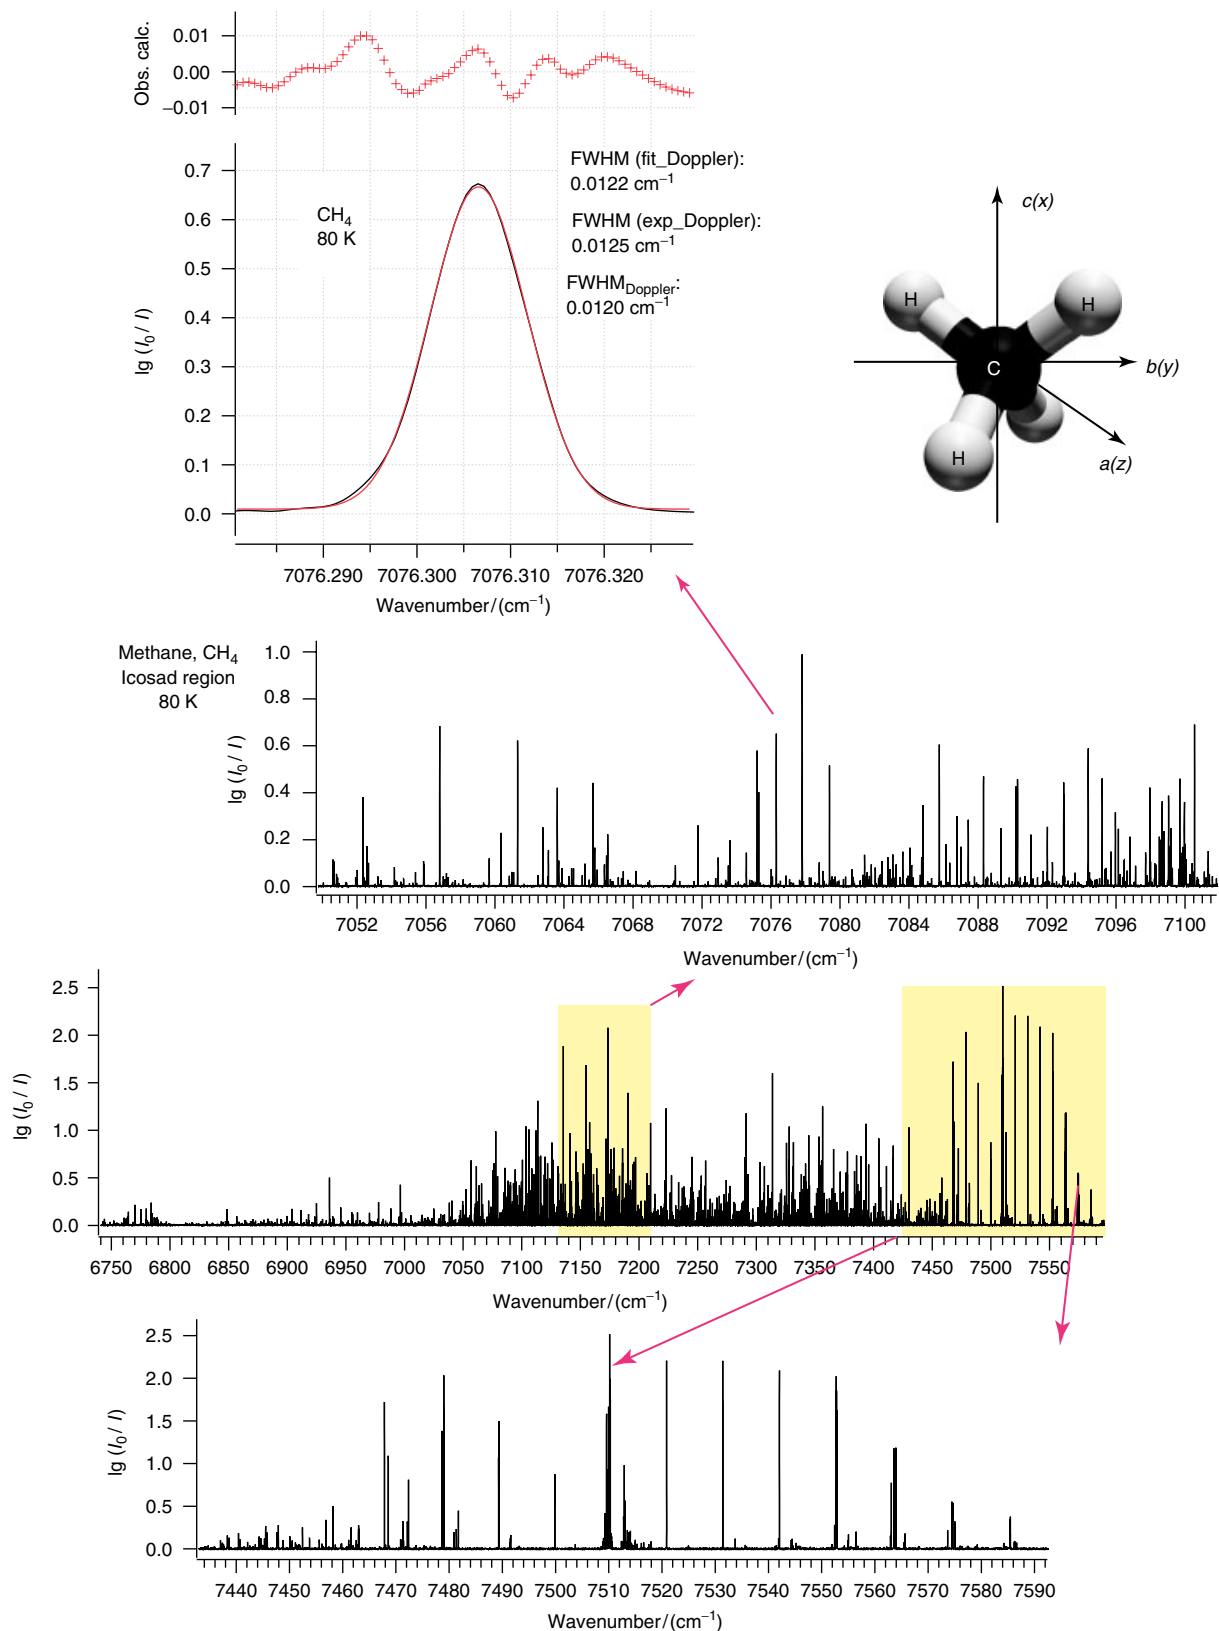 Obs. calc.
0.01
0.00
−0.01
lg (I₀ / I)
0.7
0.6
0.5
0.4
0.3
0.2
0.1
0.0
CH₄
80 K
FWHM (fit_Doppler):
0.0122 cm⁻¹
FWHM (exp_Doppler):
0.0125 cm⁻¹
FWHM_Doppler:
0.0120 cm⁻¹
7076.290 7076.300 7076.310 7076.320
Wavenumber/(cm⁻¹)
c(x)
H
H
C
b(y)
H
a(z)
Methane, CH₄
Icosad region
80 K
lg (I₀ / I)
1.0
0.8
0.6
0.4
0.2
0.0
7052 7056 7060 7064 7068 7072 7076 7080 7084 7088 7092 7096 7100
Wavenumber/(cm⁻¹)
lg (I₀ / I)
2.5
2.0
1.5
1.0
0.5
0.0
6750 6800 6850 6900 6950 7000 7050 7100 7150 7200 7250 7300 7350 7400 7450 7500 7550
Wavenumber/(cm⁻¹)
lg (I₀ / I)
2.5
2.0
1.5
1.0
0.5
0.0
7440 7450 7460 7470 7480 7490 7500 7510 7520 7530 7540 7550 7560 7570 7580 7590
Wavenumber/(cm⁻¹)